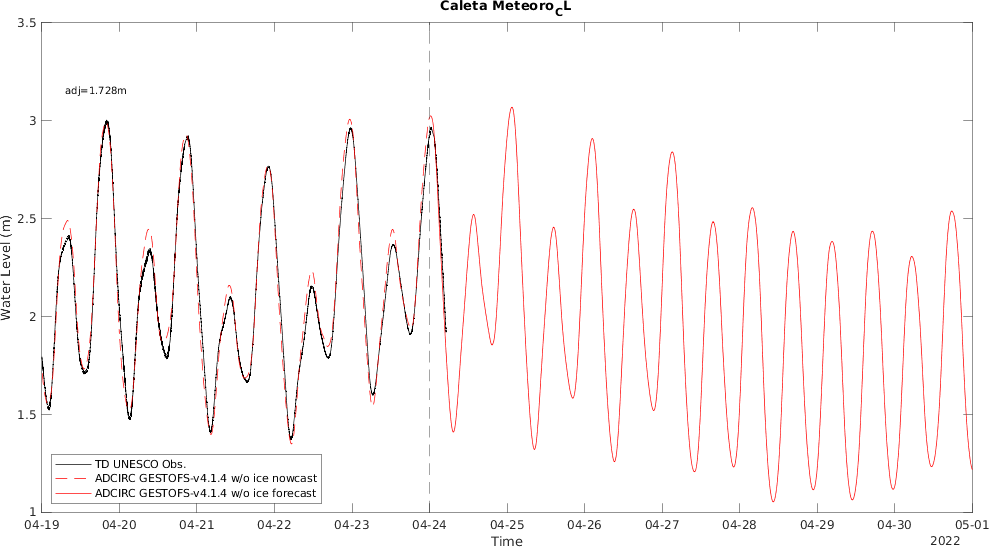 Caleta Meteoro_CL
3.5
adj=1.728m
3
2.5
Water Level (m)
2
1.5
TD UNESCO Obs.
ADCIRC GESTOFS-v4.1.4 w/o ice nowcast
ADCIRC GESTOFS-v4.1.4 w/o ice forecast
1
04-19 04-20 04-21 04-22 04-23 04-24 04-25 04-26 04-27 04-28 04-29 04-30 05-01
Time
2022